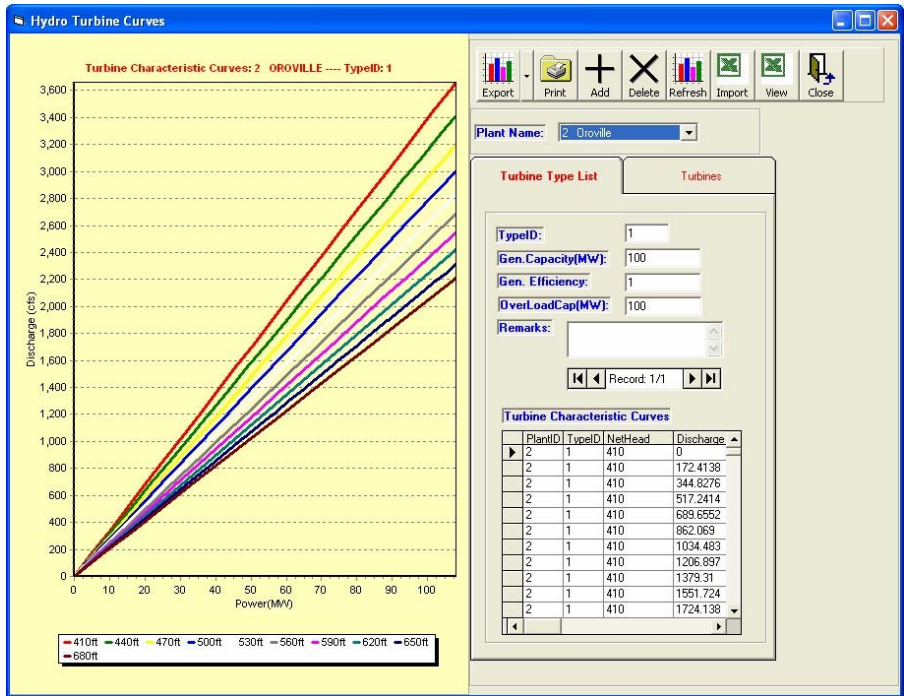 Hydro Turbine Curves
Turbine Characteristic Curves: 2 OROVILLE ---- TypeID: 1
3,600
3,400
3,200
3,000
2,800
2,600
2,400
2,200
2,000
1,800
1,600
1,400
1,200
1,000
800
600
400
200
0
Discharge (cfs)
0 10 20 30 40 50 60 70 80 90 100
Power(MW)
410ft 440ft 470ft 500ft 530ft 560ft 590ft 620ft 650ft
680ft
Export Print Add Delete Refresh Import View Close
Plant Name: 2 Oroville
Turbine Type List Turbines
TypeID: 1
Gen.Capacity(MW): 100
Gen. Efficiency: 1
OverLoadCap(MW): 100
Remarks:
Record: 1/1
Turbine Characteristic Curves
PlantID TypeID NetHead Discharge
2 1 410 0
2 1 410 172.4138
2 1 410 344.8276
2 1 410 517.2414
2 1 410 689.6552
2 1 410 862.069
2 1 410 1034.483
2 1 410 1206.897
2 1 410 1379.31
2 1 410 1551.724
2 1 410 1724.138